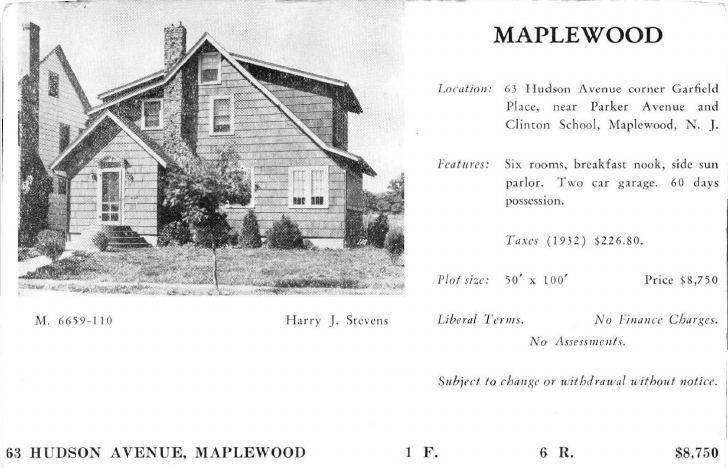 MAPLEWOOD
Location: 63 Hudson Avenue corner Garfield
Place, near Parker Avenue and
Clinton School, Maplewood, N. J.
Features: Six rooms, breakfast nook, side sun
parlor. Two car garage. 60 days
possession.
Taxes (1932) $226.80.
Plot size: 50′ x 100′ Price $8,750
Liberal Terms. No Finance Charges.
No Assessments.
Subject to change or withdrawal without notice.
M. 6659-110 Harry J. Stevens
63 HUDSON AVENUE, MAPLEWOOD 1 F. 6 R. $8,750